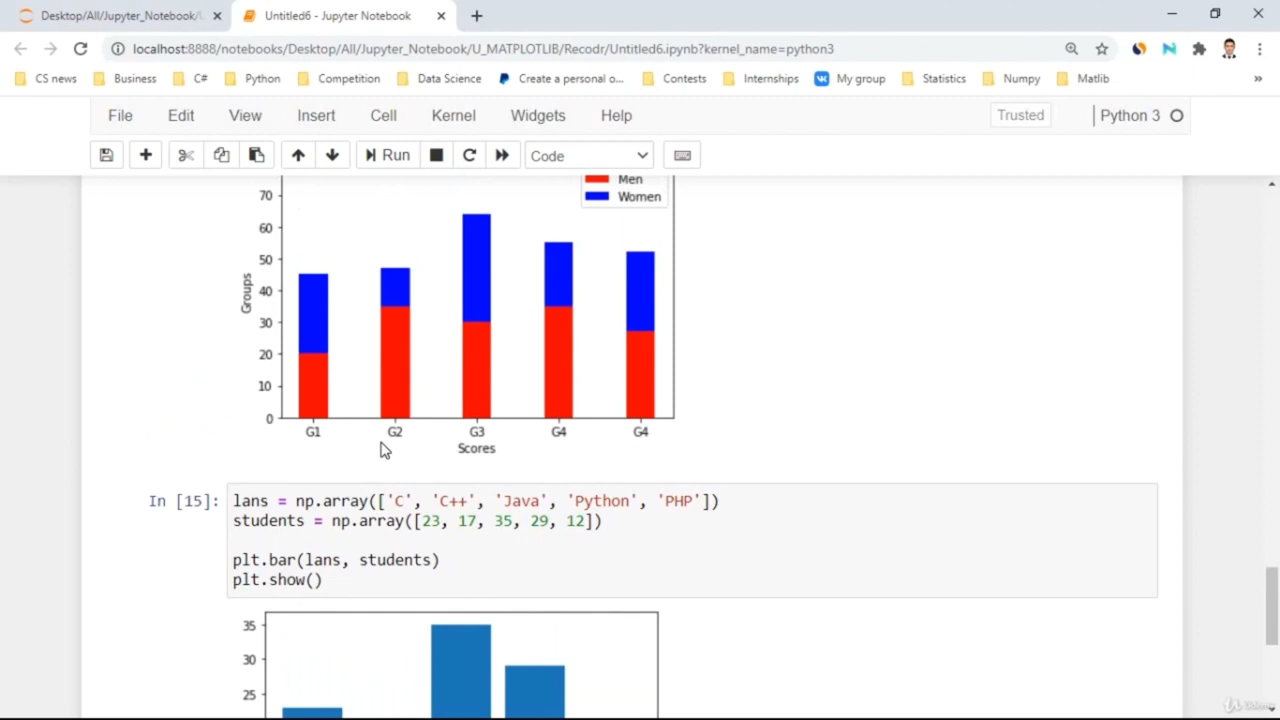 Desktop/All/Jupyter_Notebook/U
Untitled6 - Jupyter Notebook
localhost:8888/notebooks/Desktop/All/Jupyter_Notebook/U_MATPLOTLIB/Recodr/Untitled6.ipynb?kernel_name=python3
CS news Business C# Python Competition Data Science Create a personal o... Contests Internships My group Statistics Numpy Matlib »
File Edit View Insert Cell Kernel Widgets Help Trusted Python 3
Run Code
Men
Women
70
60
50
40
30
20
10
0
Groups
G1 G2 G3 G4 G4
Scores
In [15]: lans = np.array(['C', 'C++', 'Java', 'Python', 'PHP'])
students = np.array([23, 17, 35, 29, 12])
plt.bar(lans, students)
plt.show()
35
30
25
Udemy